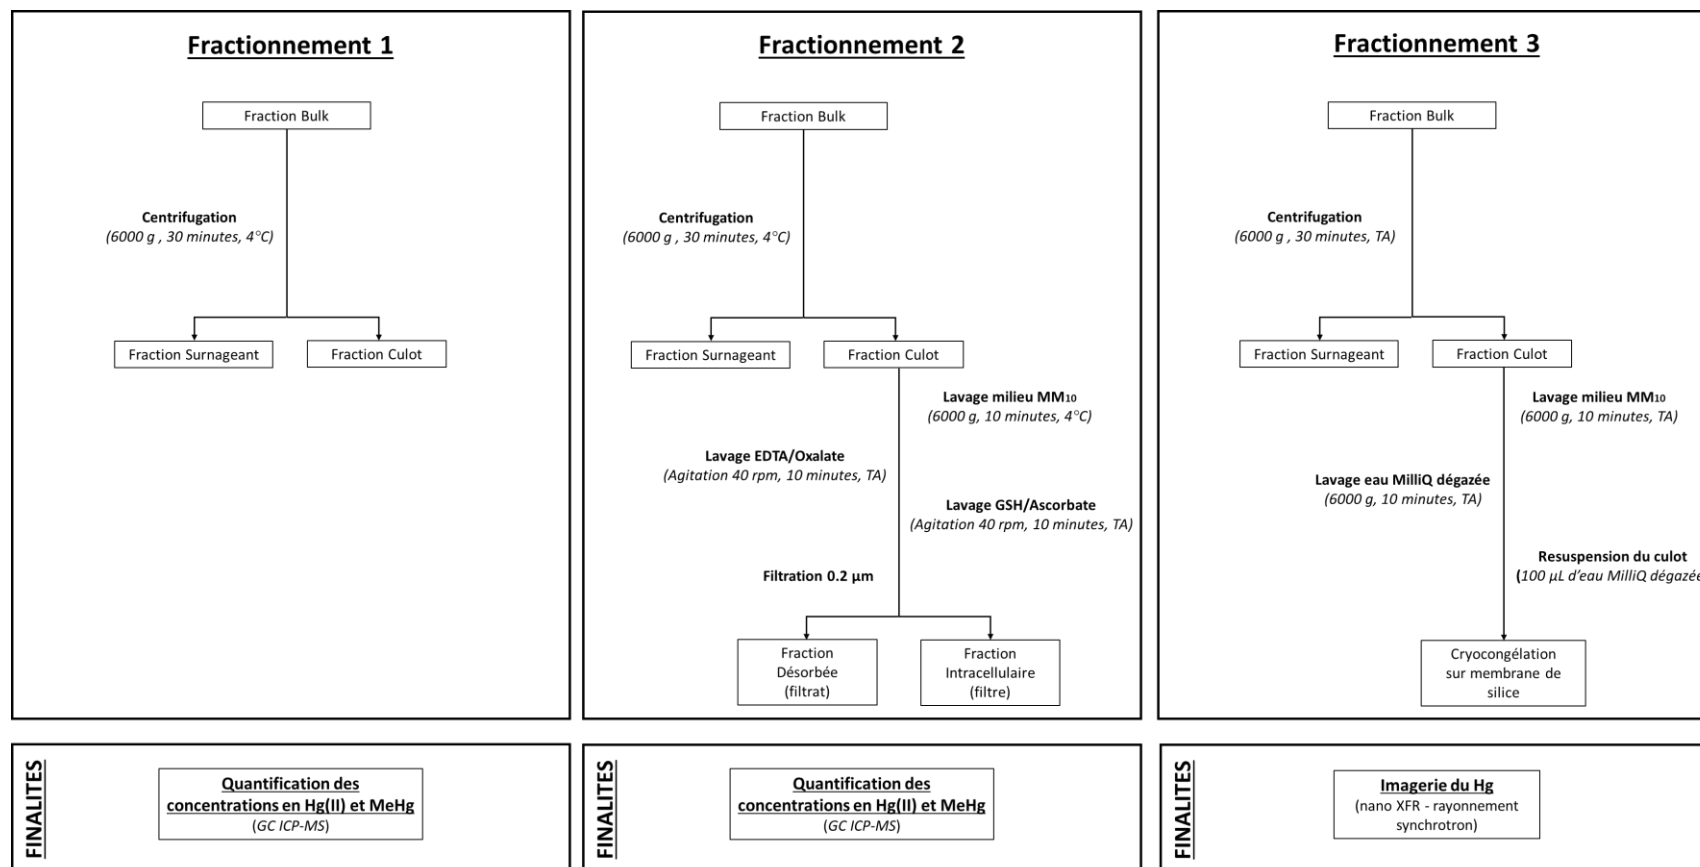 Fractionnement 1
Fraction Bulk
Centrifugation
(6000 g , 30 minutes, 4°C)
Fraction Surnageant
Fraction Culot
Fractionnement 2
Fraction Bulk
Centrifugation
(6000 g , 30 minutes, 4°C)
Fraction Surnageant
Fraction Culot
Lavage milieu MM10
(6000 g, 10 minutes, 4°C)
Lavage EDTA/Oxalate
(Agitation 40 rpm, 10 minutes, TA)
Lavage GSH/Ascorbate
(Agitation 40 rpm, 10 minutes, TA)
Filtration 0.2 µm
Fraction
Désorbée
(filtrat)
Fraction
Intracellulaire
(filtre)
Fractionnement 3
Fraction Bulk
Centrifugation
(6000 g , 30 minutes, TA)
Fraction Surnageant
Fraction Culot
Lavage milieu MM10
(6000 g, 10 minutes, TA)
Lavage eau MilliQ dégazée
(6000 g, 10 minutes, TA)
Resuspension du culot
(100 µL d'eau MilliQ dégazée
Cryocongélation
sur membrane de
silice
FINALITES
Quantification des
concentrations en Hg(II) et MeHg
(GC ICP-MS)
FINALITES
Quantification des
concentrations en Hg(II) et MeHg
(GC ICP-MS)
FINALITES
Imagerie du Hg
(nano XFR - rayonnement
synchrotron)